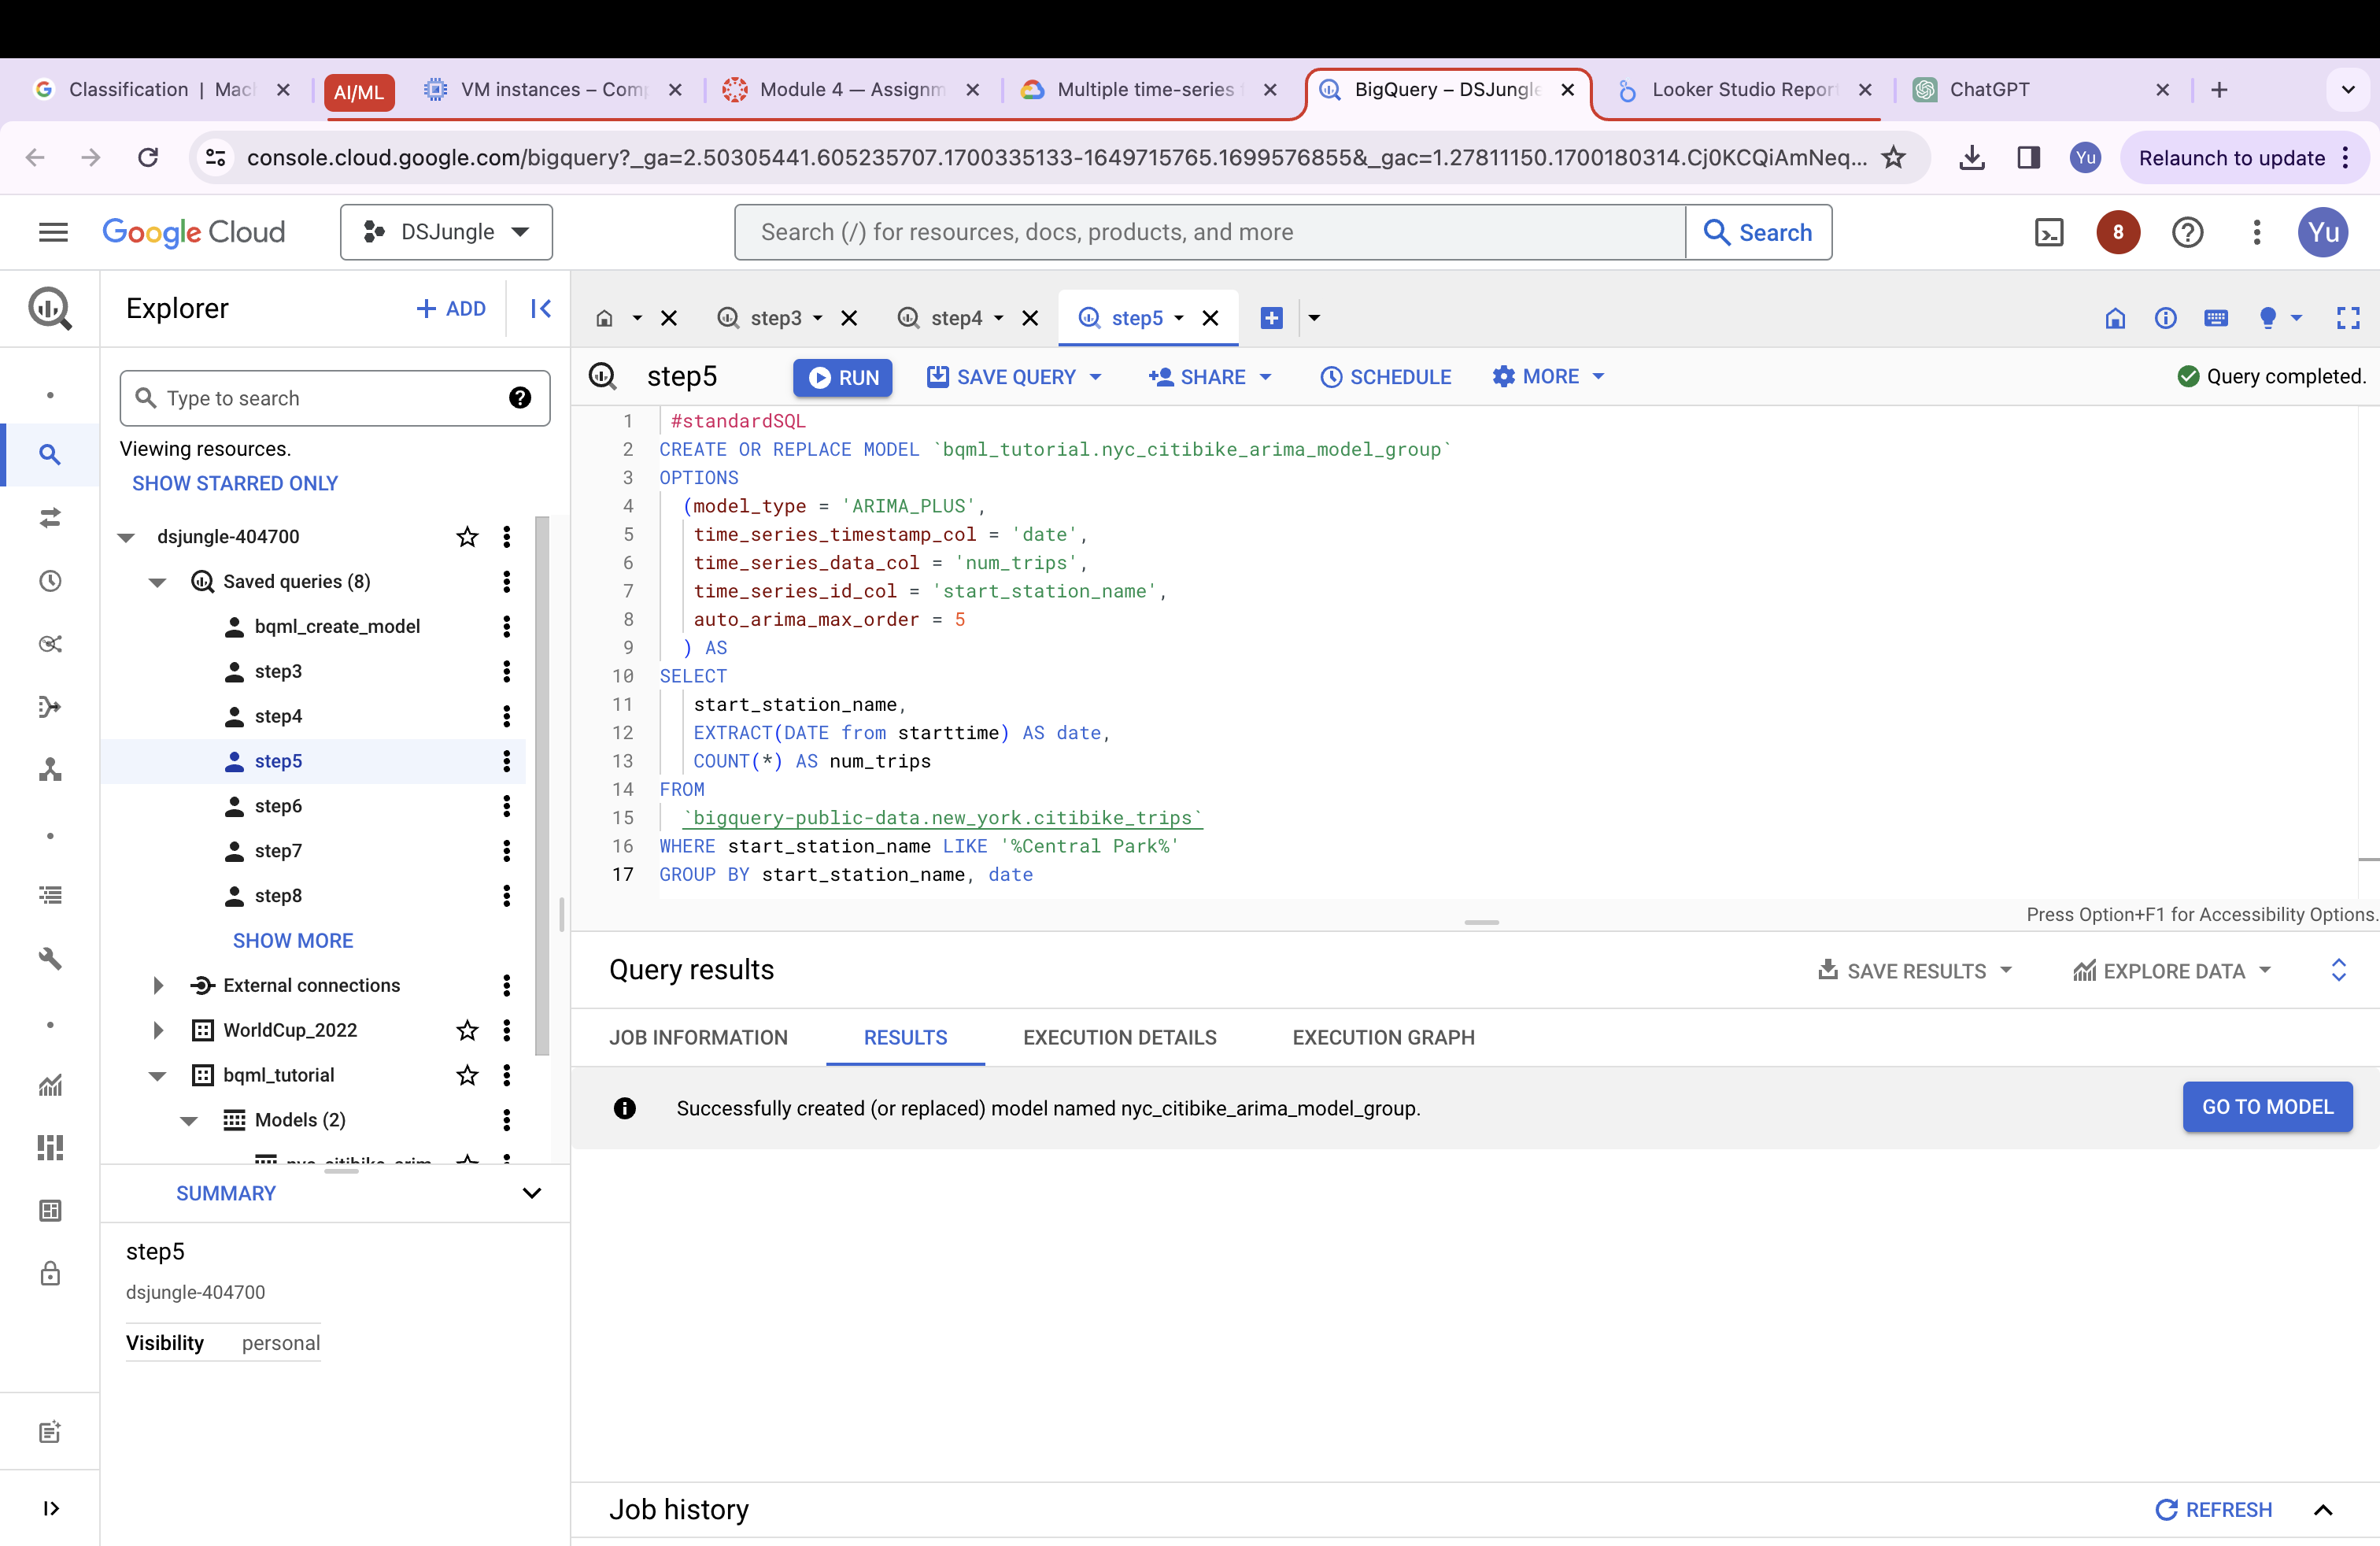 Classification | Mac
AI/ML
VM instances – Com
Module 4 — Assignm
Multiple time-series
BigQuery – DSJungle
Looker Studio Repor
ChatGPT
console.cloud.google.com/bigquery?_ga=2.50305441.605235707.1700335133-1649715765.1699576855&_gac=1.27811150.1700180314.Cj0KCQiAmNeq...
Yu
Relaunch to update
Google Cloud
DSJungle
Search (/) for resources, docs, products, and more
Search
8
Yu
Explorer
ADD
step3
step4
step5
Type to search
Viewing resources.
SHOW STARRED ONLY
dsjungle-404700
Saved queries (8)
bqml_create_model
step3
step4
step5
step6
step7
step8
SHOW MORE
External connections
WorldCup_2022
bqml_tutorial
Models (2)
SUMMARY
step5
dsjungle-404700
Visibility personal
step5
RUN
SAVE QUERY
SHARE
SCHEDULE
MORE
Query completed.
1 #standardSQL
2 CREATE OR REPLACE MODEL `bqml_tutorial.nyc_citibike_arima_model_group`
3 OPTIONS
4 (model_type = 'ARIMA_PLUS',
5 time_series_timestamp_col = 'date',
6 time_series_data_col = 'num_trips',
7 time_series_id_col = 'start_station_name',
8 auto_arima_max_order = 5
9 ) AS
10 SELECT
11 start_station_name,
12 EXTRACT(DATE from starttime) AS date,
13 COUNT(*) AS num_trips
14 FROM
15 `bigquery-public-data.new_york.citibike_trips`
16 WHERE start_station_name LIKE '%Central Park%'
17 GROUP BY start_station_name, date
Press Option+F1 for Accessibility Options.
Query results
SAVE RESULTS
EXPLORE DATA
JOB INFORMATION
RESULTS
EXECUTION DETAILS
EXECUTION GRAPH
Successfully created (or replaced) model named nyc_citibike_arima_model_group.
GO TO MODEL
Job history
REFRESH